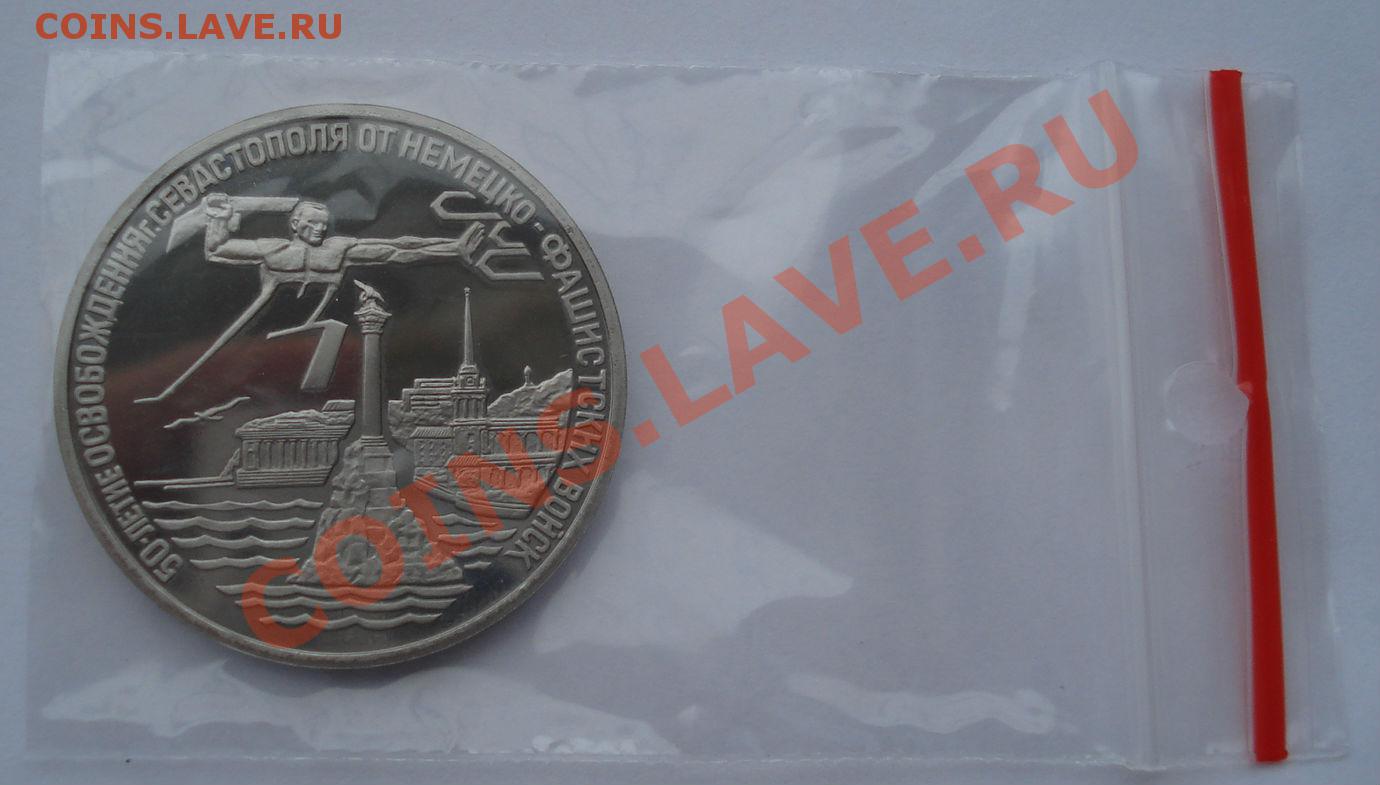 COINS.LAVE.RU
50-ЛЕТИЕ ОСВОБОЖДЕНИЯ г. СЕВАСТОПОЛЯ ОТ НЕМЕЦКО-ФАШИСТСКИХ ВОЙСК
COINS.LAVE.RU